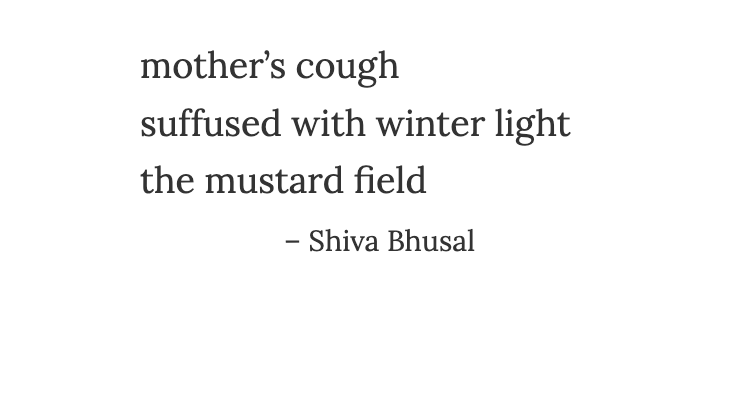 mother’s cough
suffused with winter light
the mustard field
– Shiva Bhusal